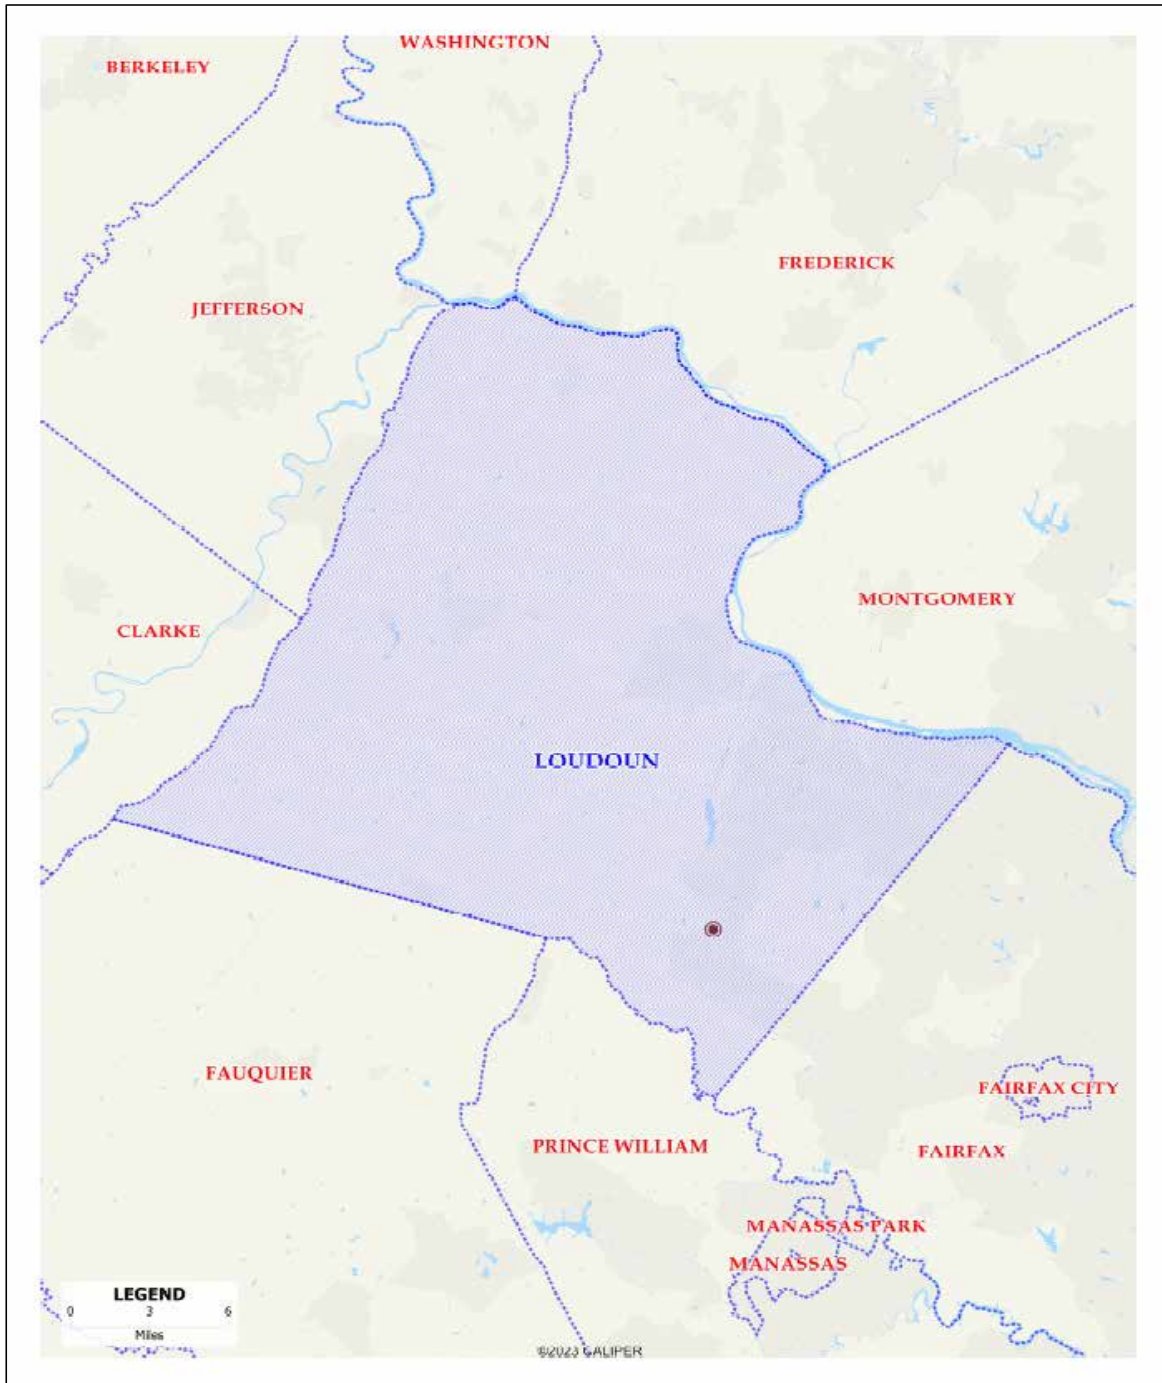 WASHINGTON
BERKELEY
FREDERICK
JEFFERSON
MONTGOMERY
CLARKE
LOUDOUN
FAUQUIER
FAIRFAX CITY
PRINCE WILLIAM
FAIRFAX
MANASSAS PARK
MANASSAS
LEGEND
0 3 6
Miles
©2023 CALIPER